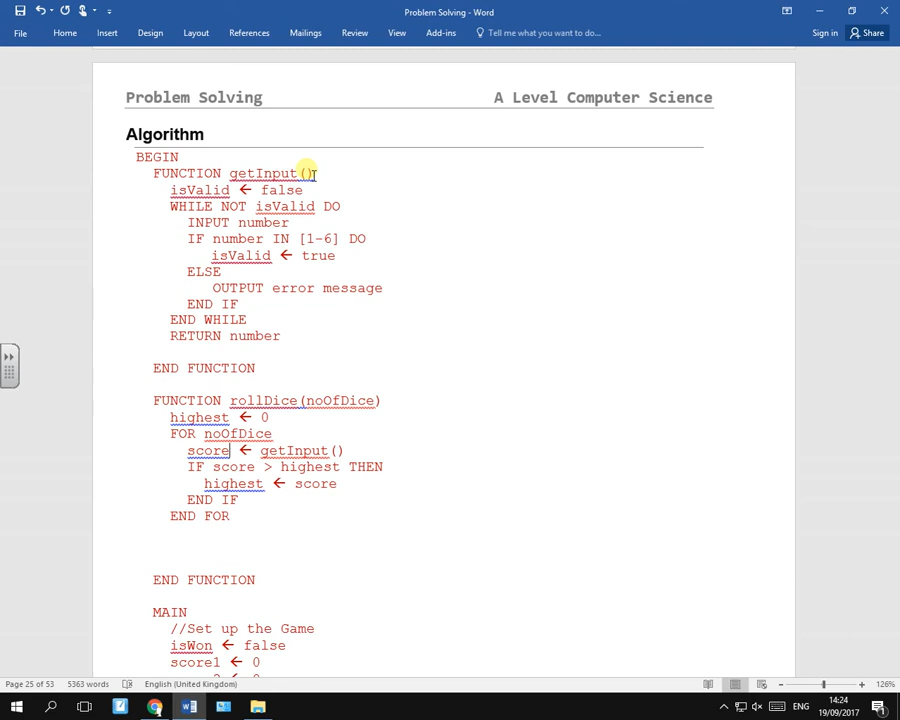 Problem Solving - Word
File Home Insert Design Layout References Mailings Review View Add-ins Tell me what you want to do... Sign in Share
Problem Solving A Level Computer Science
Algorithm
BEGIN
FUNCTION getInput()
isValid ← false
WHILE NOT isValid DO
INPUT number
IF number IN [1-6] DO
isValid ← true
ELSE
OUTPUT error message
END IF
END WHILE
RETURN number
END FUNCTION
FUNCTION rollDice(noOfDice)
highest ← 0
FOR noOfDice
score ← getInput()
IF score > highest THEN
highest ← score
END IF
END FOR
END FUNCTION
MAIN
//Set up the Game
isWon ← false
score1 ← 0
Page 25 of 53 5363 words English (United Kingdom) 126%
ENG 14:24
19/09/2017